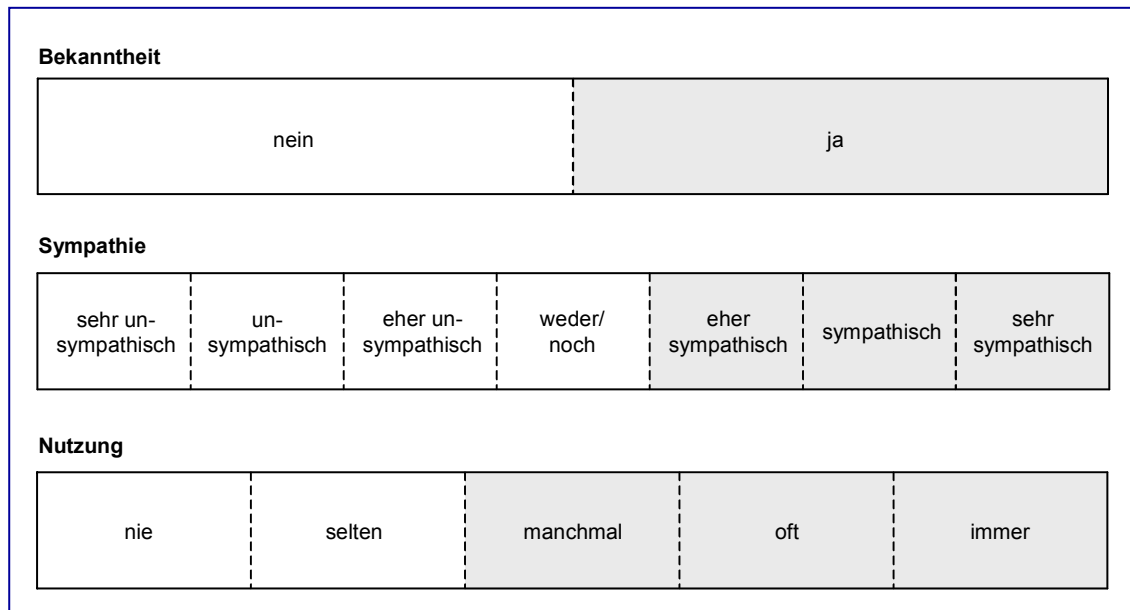 Bekanntheit
nein ja
Sympathie
sehr un-
sympathisch
un-
sympathisch
eher un-
sympathisch
weder/
noch
eher
sympathisch
sympathisch
sehr
sympathisch
Nutzung
nie selten manchmal oft immer